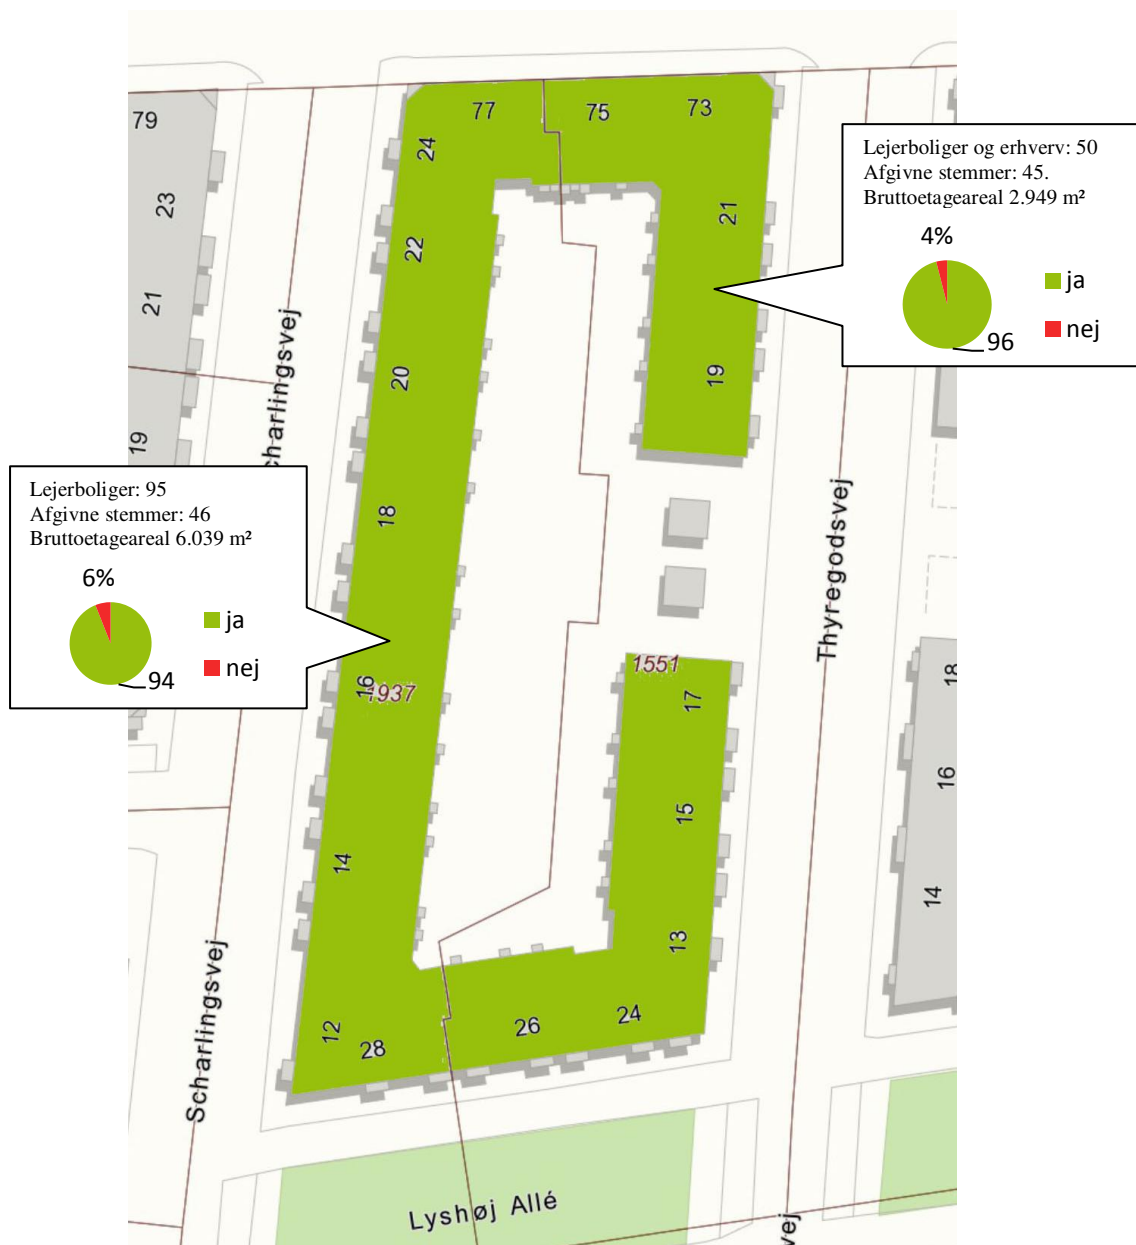 79
77
75
73
24
23
21
22
21
20
19
19
18
Scharlingsvej
Thyregodsvej
Lejerboliger og erhverv: 50
Afgivne stemmer: 45.
Bruttoetageareal 2.949 m²
4%
96
ja
nej
Lejerboliger: 95
Afgivne stemmer: 46
Bruttoetageareal 6.039 m²
6%
94
ja
nej
16
1937
1551
17
18
16
15
14
14
13
12
28
26
24
Scharlingsvej
Lyshøj Allé
vej